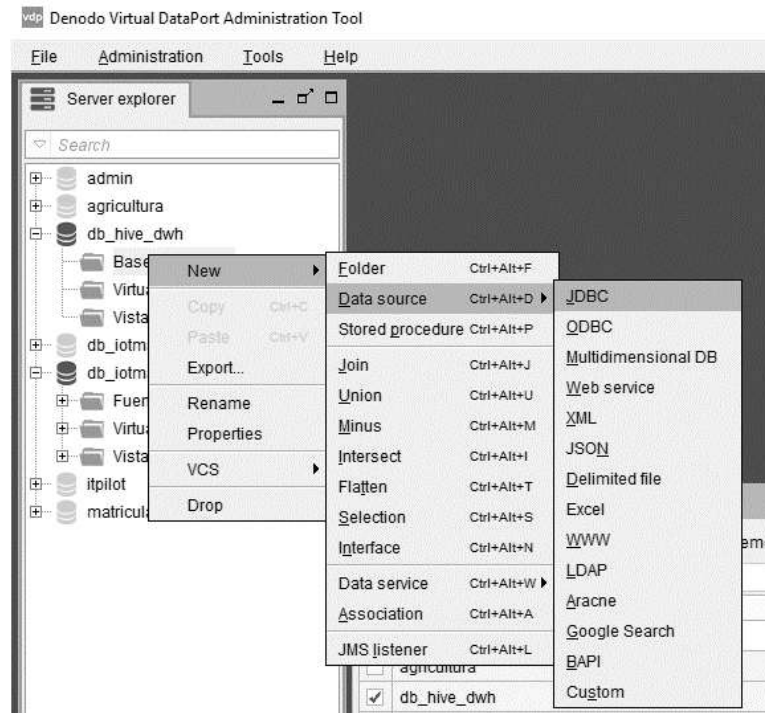 vdp Denodo Virtual DataPort Administration Tool
File Administration Tools Help
Server explorer
Search
admin
agricultura
db_hive_dwh
Base
Virtu
Vista
db_iotm
db_iotm
Fuer
Virtu
Vista
itpilot
matricula
New
Copy Ctrl+C
Paste Ctrl+V
Export...
Rename
Properties
VCS
Drop
Folder Ctrl+Alt+F
Data source Ctrl+Alt+D
Stored procedure Ctrl+Alt+P
Join Ctrl+Alt+J
Union Ctrl+Alt+U
Minus Ctrl+Alt+M
Intersect Ctrl+Alt+I
Flatten Ctrl+Alt+T
Selection Ctrl+Alt+S
Interface Ctrl+Alt+N
Data service Ctrl+Alt+W
Association Ctrl+Alt+A
JMS listener Ctrl+Alt+L
JDBC
ODBC
Multidimensional DB
Web service
XML
JSON
Delimited file
Excel
WWW
LDAP
Aracne
Google Search
BAPI
Custom
em
agricultura
db_hive_dwh